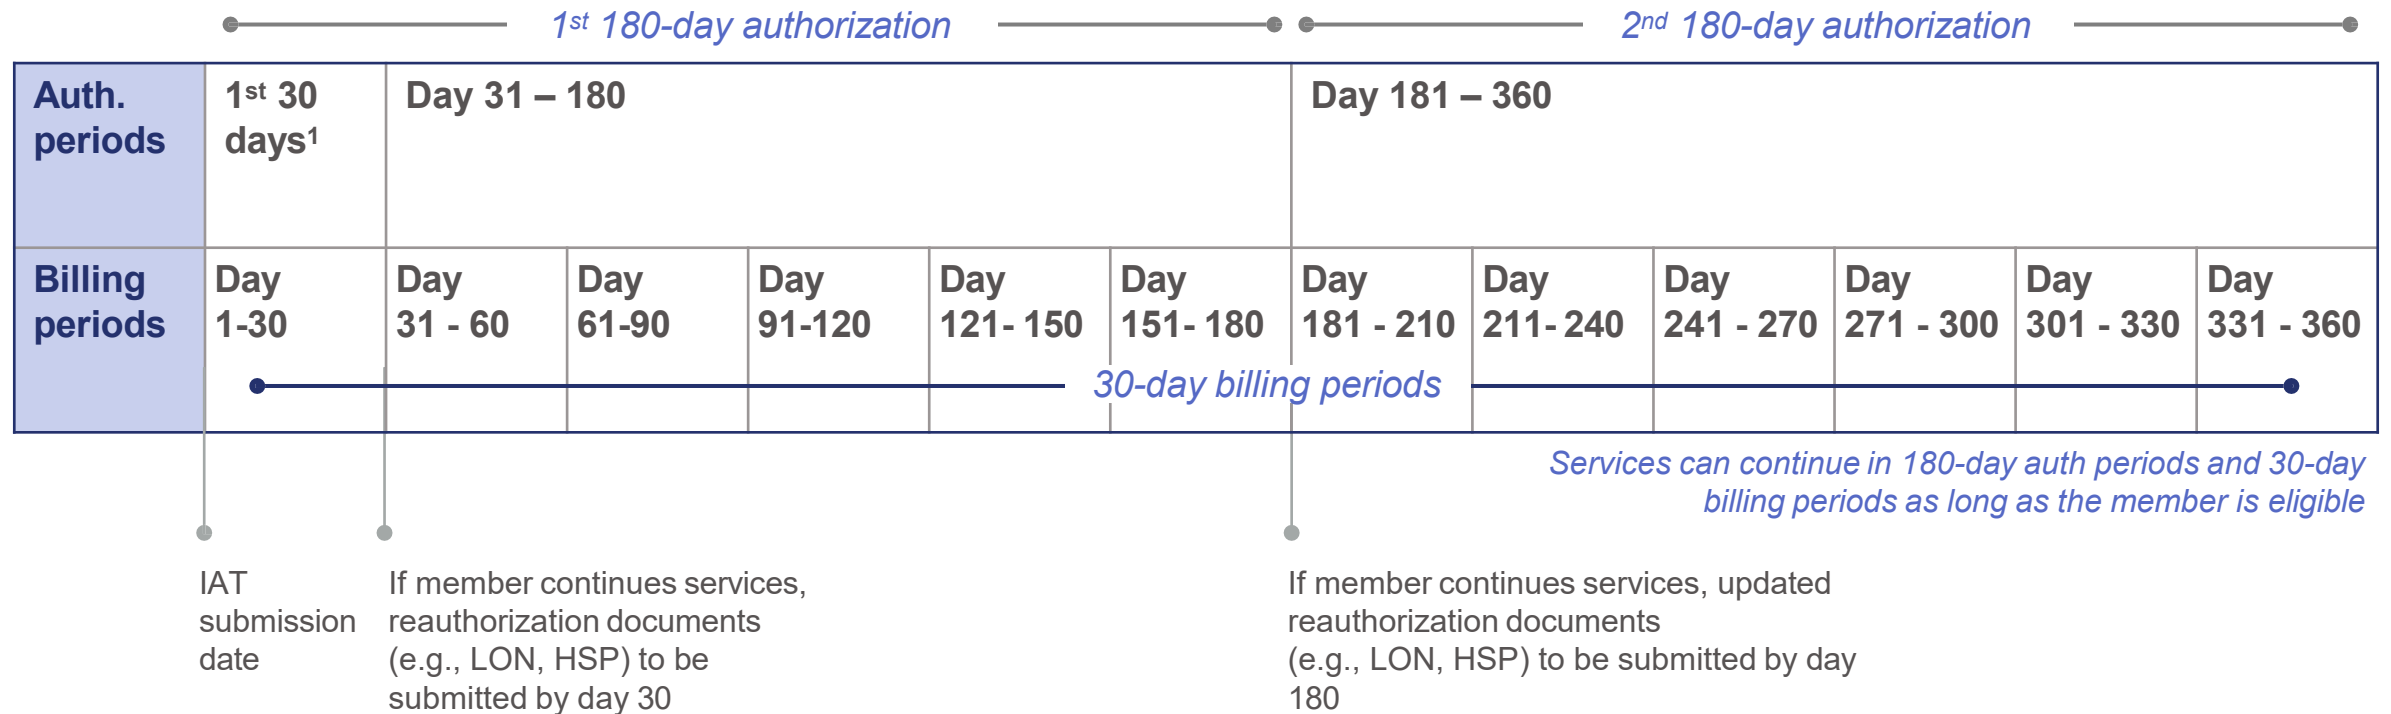 1st 180-day authorization
2nd 180-day authorization
Auth.
periods
1st 30
days1
Day 31 – 180
Day 181 – 360
Billing
periods
Day
1-30
Day
31 - 60
Day
61-90
Day
91-120
Day
121- 150
Day
151- 180
Day
181 - 210
Day
211- 240
Day
241 - 270
Day
271 - 300
Day
301 - 330
Day
331 - 360
30-day billing periods
Services can continue in 180-day auth periods and 30-day
billing periods as long as the member is eligible
IAT
submission
date
If member continues services,
reauthorization documents
(e.g., LON, HSP) to be
submitted by day 30
If member continues services, updated
reauthorization documents
(e.g., LON, HSP) to be submitted by day
180